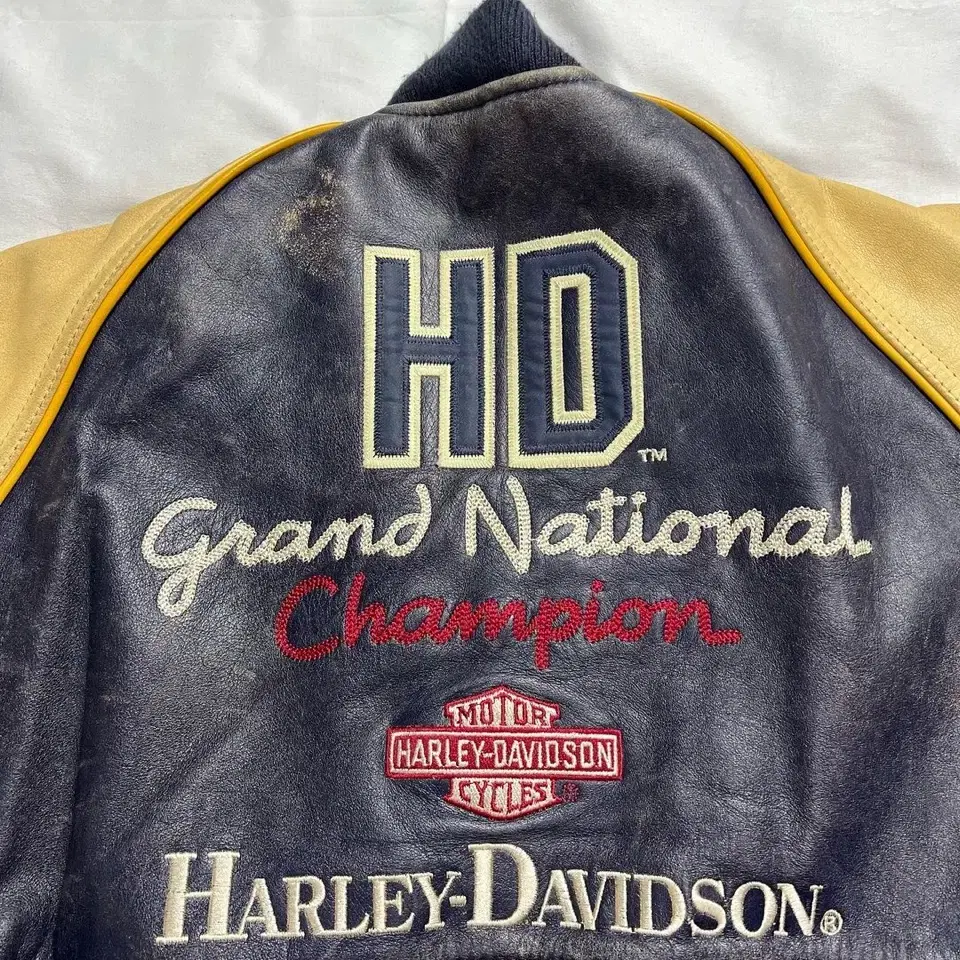 HD™
Grand National
Champion
MOTOR
HARLEY-DAVIDSON
CYCLES®
HARLEY-DAVIDSON®